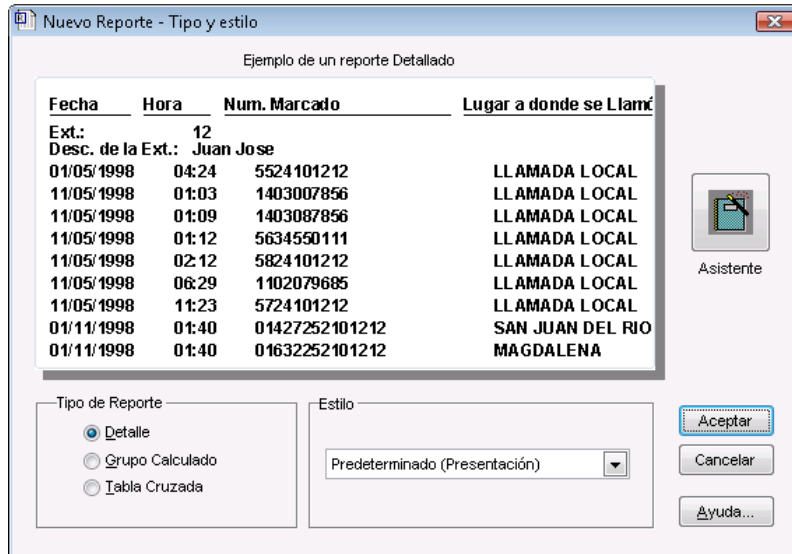 Nuevo Reporte - Tipo y estilo
Ejemplo de un reporte Detallado
Fecha Hora Num. Marcado Lugar a donde se Llamó
Ext.: 12
Desc. de la Ext.: Juan Jose
01/05/1998 04:24 5524101212 LLAMADA LOCAL
11/05/1998 01:03 1403007856 LLAMADA LOCAL
11/05/1998 01:09 1403087856 LLAMADA LOCAL
11/05/1998 01:12 5634550111 LLAMADA LOCAL
11/05/1998 02:12 5824101212 LLAMADA LOCAL
11/05/1998 06:29 1102079685 LLAMADA LOCAL
11/05/1998 11:23 5724101212 LLAMADA LOCAL
01/11/1998 01:40 01427252101212 SAN JUAN DEL RIO
01/11/1998 01:40 01632252101212 MAGDALENA
Asistente
Tipo de Reporte
Detalle
Grupo Calculado
Tabla Cruzada
Estilo
Predeterminado (Presentación)
Aceptar
Cancelar
Ayuda...